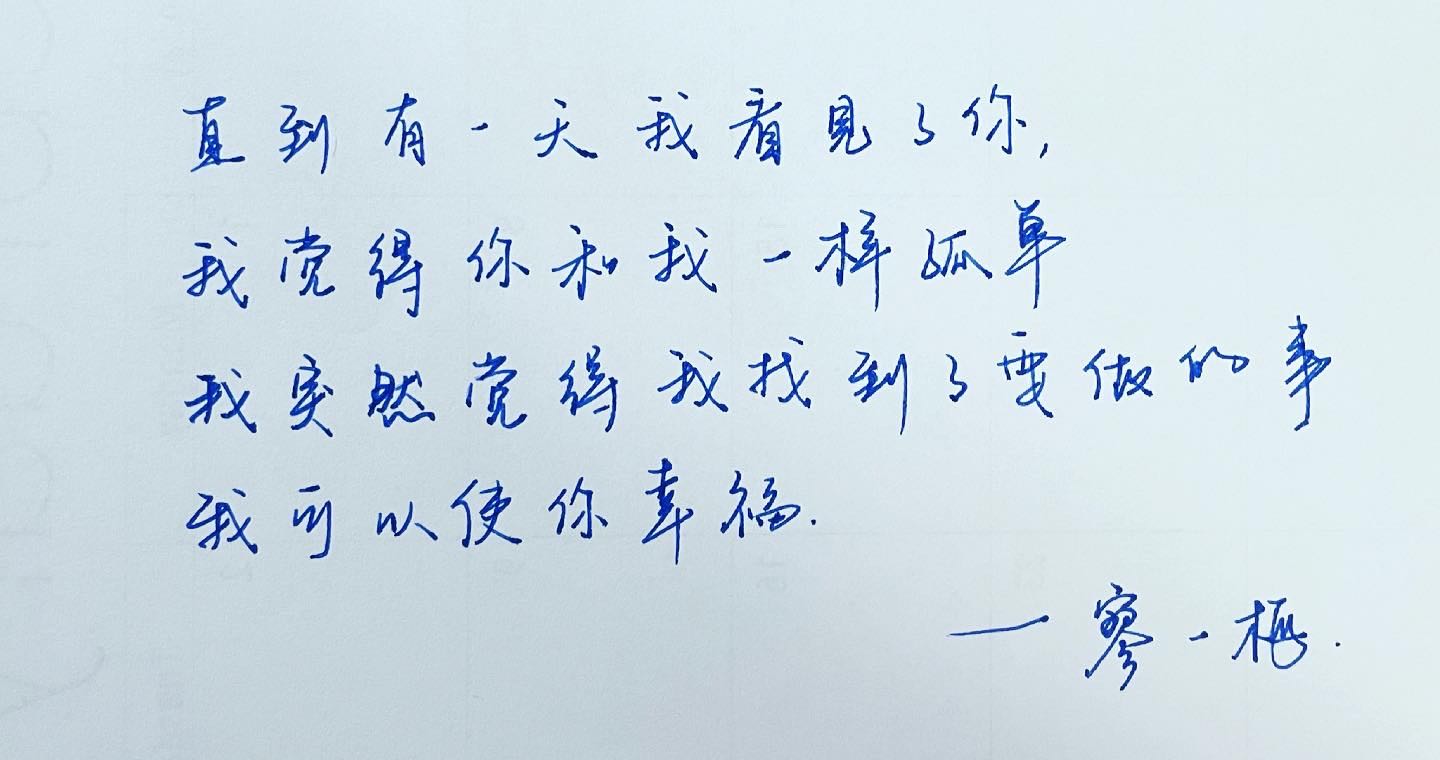 直到有一天我看见了你,
我觉得你和我一样孤单
我突然觉得我找到了要做的事
我可以使你幸福.
—廖一梅.